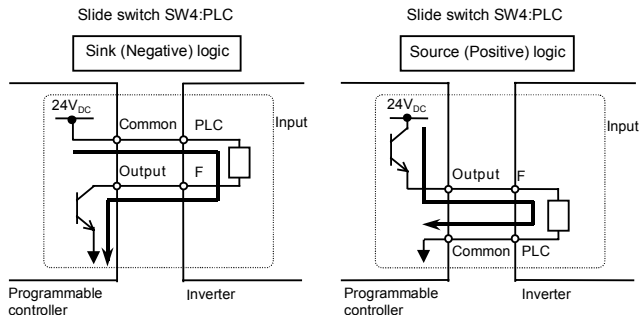 Slide switch SW4:PLC
Sink (Negative) logic
24VDC
Common
PLC
Input
Output
F
Programmable
controller
Inverter
Slide switch SW4:PLC
Source (Positive) logic
24VDC
Input
Output
F
Common
PLC
Programmable
controller
Inverter